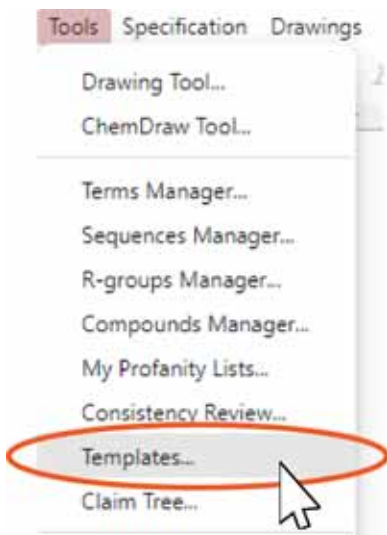 Tools Specification Drawings
Drawing Tool...
ChemDraw Tool...
Terms Manager...
Sequences Manager...
R-groups Manager...
Compounds Manager...
My Profanity Lists...
Consistency Review...
Templates...
Claim Tree...